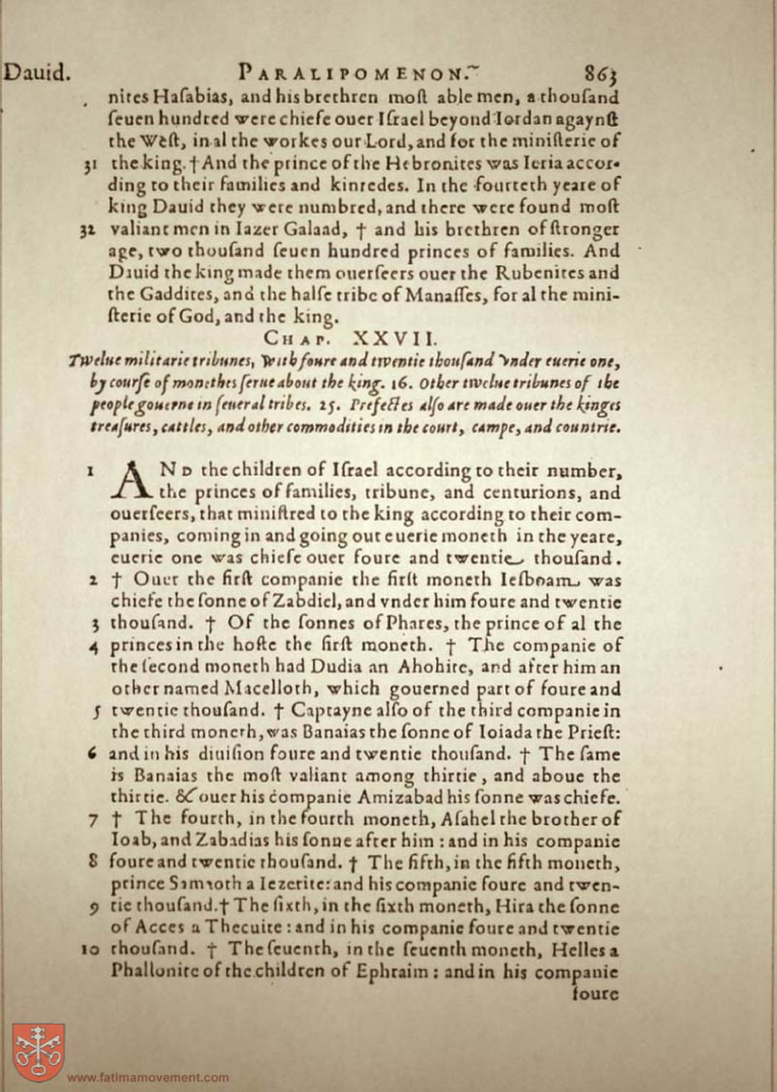 Dauid. PARALIPOMENON. 863
nites Hasabias, and his brethren most able men, a thousand
seuen hundred were chiefe ouer Israel beyond Iordan agaynst
the West, in al the workes our Lord, and for the ministerie of
31 the king. † And the prince of the Hebronites was Ieria accor-
ding to their families and kinredes. In the fourteth yeare of
king Dauid they were numbred, and there were found most
32 valiant men in Iazer Galaad, † and his brethren of stronger
age, two thousand seuen hundred princes of families. And
Dauid the king made them ouerseers ouer the Rubenites and
the Gaddites, and the halfe tribe of Manasses, for al the mini-
sterie of God, and the king.
CHAP. XXVII.
Twelue militarie tribunes, with foure and twentie thousand vnder euerie one,
by course of monethes serue about the king. 16. Other twelue tribunes of the
people gouerne in seueral tribes. 25. Prefectes also are made ouer the kinges
treasures, cattles, and other commodities in the court, campe, and countrie.
1 AND the children of Israel according to their number,
the princes of families, tribune, and centurions, and
ouerseers, that ministred to the king according to their com-
panies, coming in and going out euerie moneth in the yeare,
euerie one was chiefe ouer foure and twentie thousand.
2 † Ouer the first companie the first moneth Iesboam was
chiefe the sonne of Zabdiel, and vnder him foure and twentie
3 thousand. † Of the sonnes of Phares, the prince of al the
4 princes in the hoste the first moneth. † The companie of
the second moneth had Dudia an Ahohite, and after him an
other named Macelloth, which gouerned part of foure and
5 twentie thousand. † Captayne also of the third companie in
the third moneth, was Banaias the sonne of Ioiada the Priest:
6 and in his diuision foure and twentie thousand. † The same
is Banaias the most valiant among thirtie, and aboue the
thirtie. & ouer his companie Amizabad his sonne was chiefe.
7 † The fourth, in the fourth moneth, Asahel the brother of
Ioab, and Zabadias his sonne after him : and in his companie
8 foure and twentie thousand. † The fifth, in the fifth moneth,
prince Samaoth a Iezerite: and his companie foure and twen-
9 tie thousand. † The sixth, in the sixth moneth, Hira the sonne
of Acces a Thecuite : and in his companie foure and twentie
10 thousand. † The seuenth, in the seuenth moneth, Helles a
Phallonite of the children of Ephraim : and in his companie
foure
www.fatimamovement.com